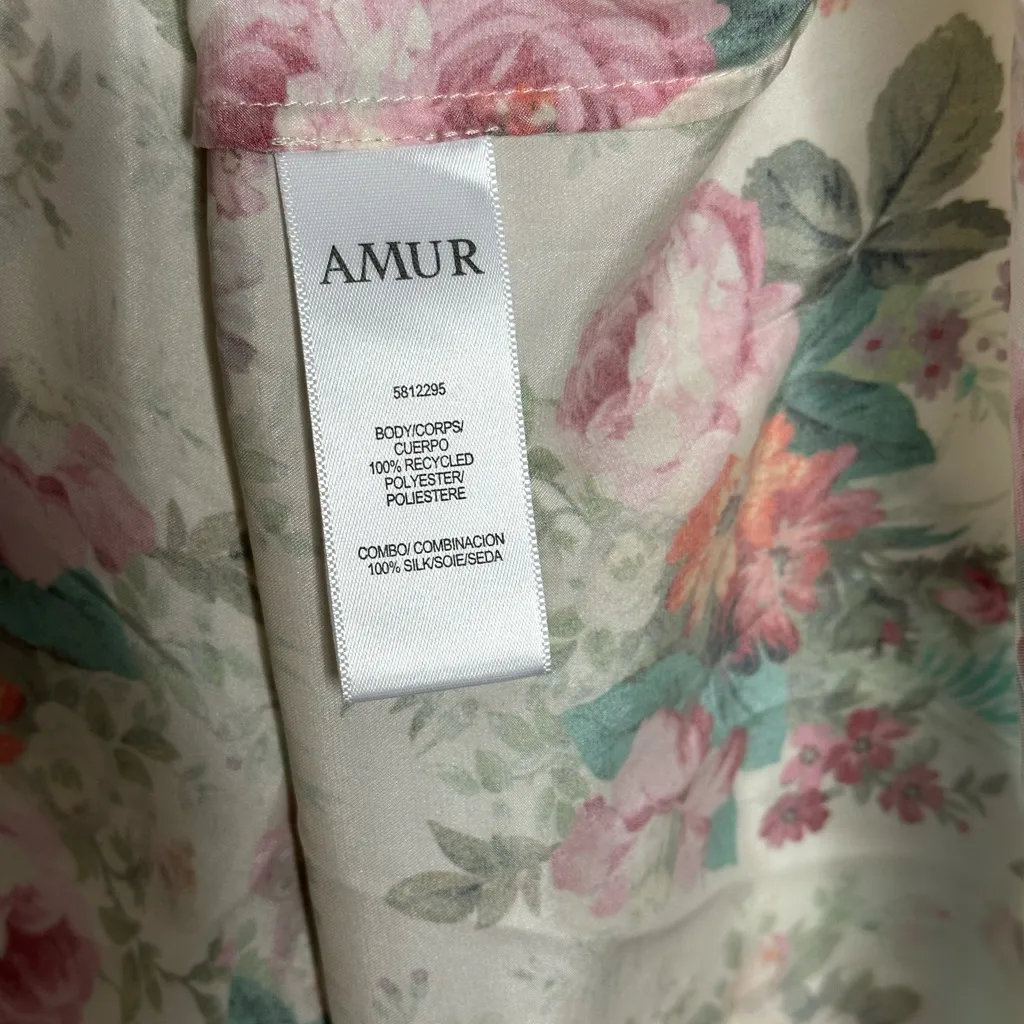 AMUR
5812295
BODY/CORPS/
CUERPO
100% RECYCLED
POLYESTER/
POLIESTERE
COMBO/ COMBINACION
100% SILK/SOIE/SEDA